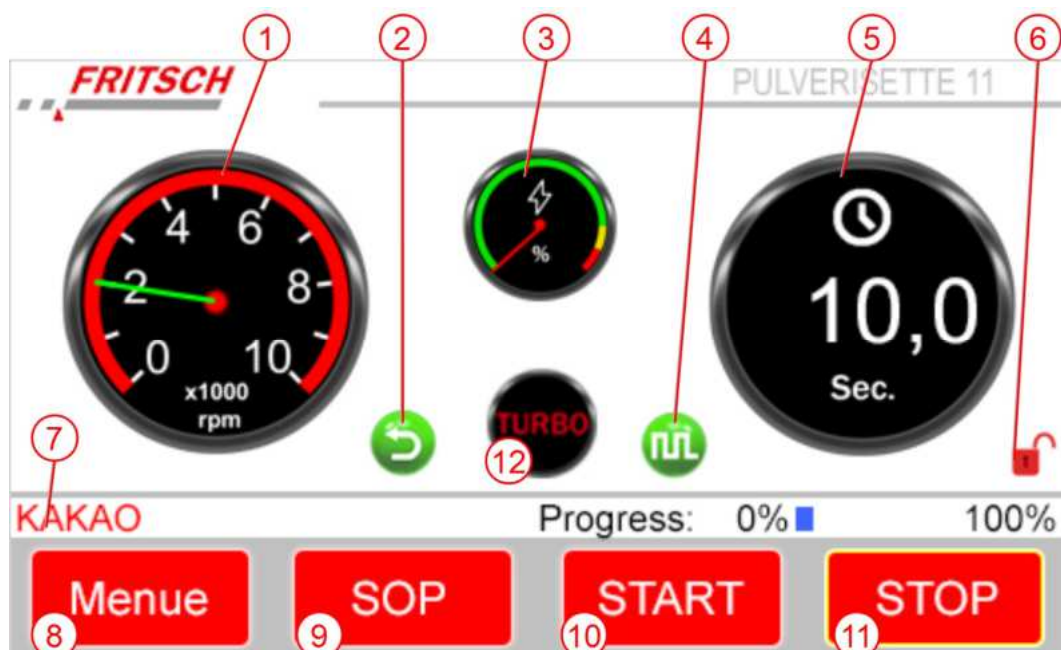 1 2 3 4 5 6
FRITSCH PULVERISETTE 11
4 6
2 8
0 10
x1000
rpm
%
10,0
Sec.
TURBO
12
7
KAKAO Progress: 0% 100%
Menue SOP START STOP
8 9 10 11